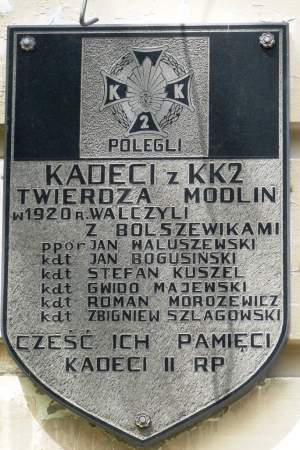 K K
2
POLEGLI
KADECI z KK2
TWIERDZA MODLIN
w 1920 R. WALCZYLI
Z BOLSZEWIKAMI
ppor JAN WALUSZEWSKI
kdt JAN BOGUSIŃSKI
kdt STEFAN KUSZEL
kdt GWIDO MAJEWSKI
kdt ROMAN MOROZEWICZ
kdt ZBIGNIEW SZLAGOWSKI
CZEŚĆ ICH PAMIĘCI
KADECI II RP